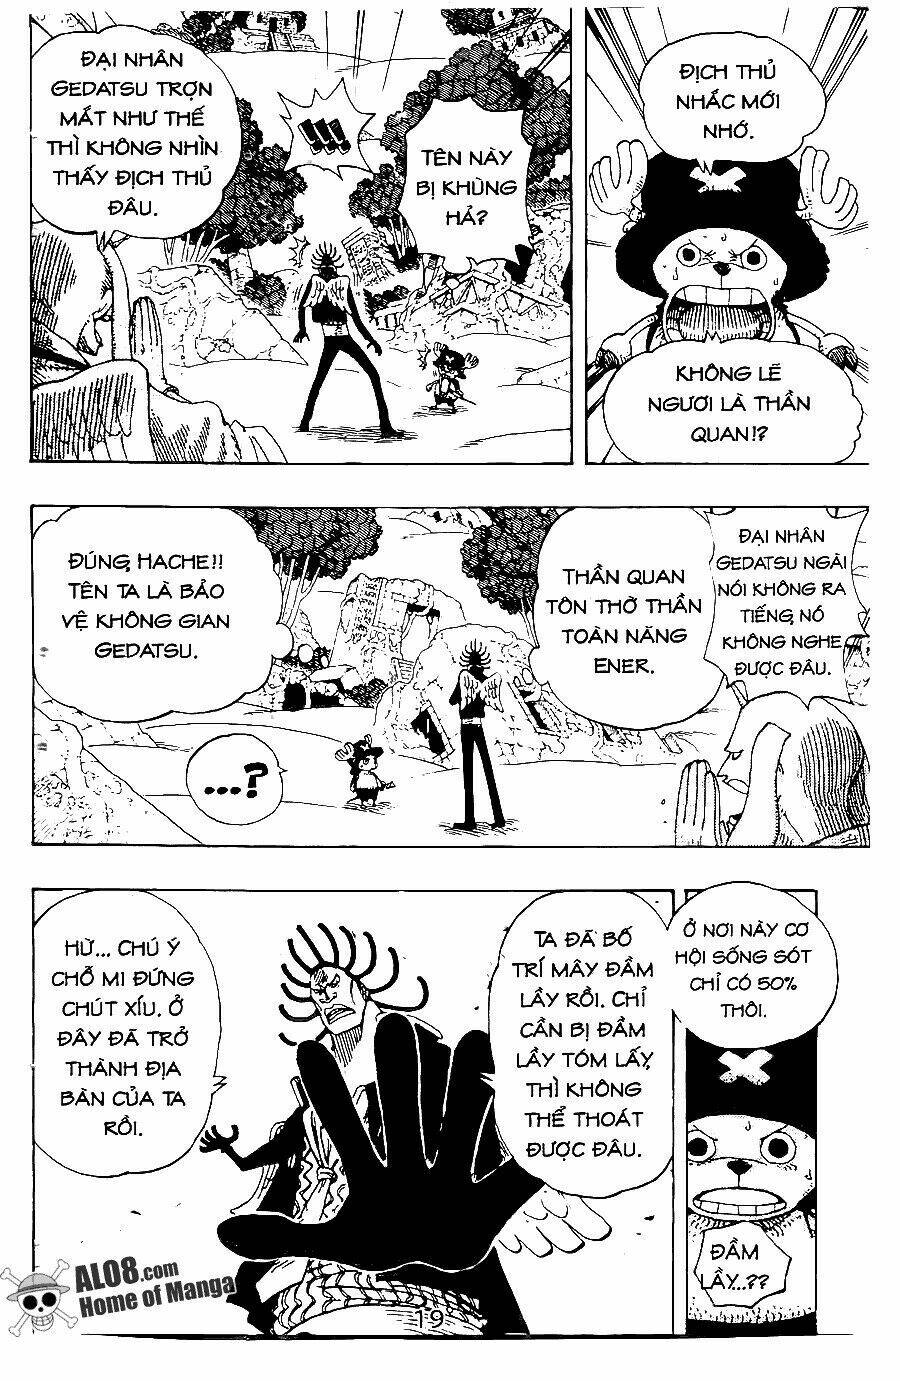 ĐẠI NHÂN
GEDATSU TRỢN
MẮT NHƯ THẾ
THÌ KHÔNG NHÌN
THẤY ĐỊCH THỦ
ĐÂU.
!!!
TÊN NÀY
BỊ KHÙNG
HẢ?
ĐỊCH THỦ
NHẮC MỚI
NHỚ.
KHÔNG LẼ
NGƯƠI LÀ THẦN
QUAN!?
ĐÚNG, HACHE!!
TÊN TA LÀ BẢO
VỆ KHÔNG GIAN
GEDATSU.
...?
THẦN QUAN
TÔN THỜ THẦN
TOÀN NĂNG
ENER.
ĐẠI NHÂN
GEDATSU NGÀI
NÓI KHÔNG RA
TIẾNG, NÓ
KHÔNG NGHE
ĐƯỢC ĐÂU.
HỪ... CHÚ Ý
CHỖ MI ĐỨNG
CHÚT XÍU. Ở
ĐÂY ĐÃ TRỞ
THÀNH ĐỊA
BÀN CỦA TA
RỒI.
TA ĐÃ BỐ
TRÍ MÂY ĐẦM
LẦY RỒI. CHỈ
CẦN BỊ ĐẦM
LẦY TÓM LẤY,
THÌ KHÔNG
THỂ THOÁT
ĐƯỢC ĐÂU.
Ở NƠI NÀY CƠ
HỘI SỐNG SÓT
CHỈ CÓ 50%
THÔI.
ĐẦM
LẦY...??
AL08.com
Home of Manga
19